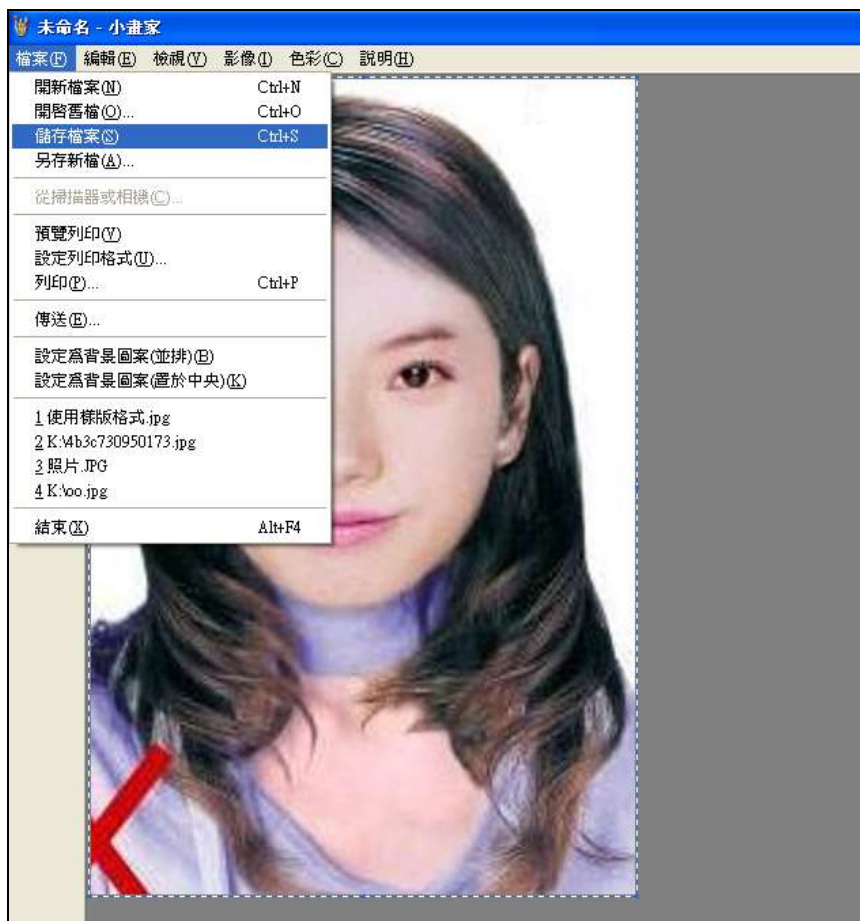 未命名 - 小畫家
檔案(F) 編輯(E) 檢視(V) 影像(I) 色彩(C) 說明(H)
開新檔案(N) Ctrl+N
開啓舊檔(O)... Ctrl+O
儲存檔案(S) Ctrl+S
另存新檔(A)...
從掃描器或相機(C)...
預覽列印(V)
設定列印格式(U)...
列印(P)... Ctrl+P
傳送(E)...
設定爲背景圖案(並排)(B)
設定爲背景圖案(置於中央)(K)
1 使用樣版格式.jpg
2 K:\4b3c730950173.jpg
3 照片.JPG
4 K:\oo.jpg
結束(X) Alt+F4